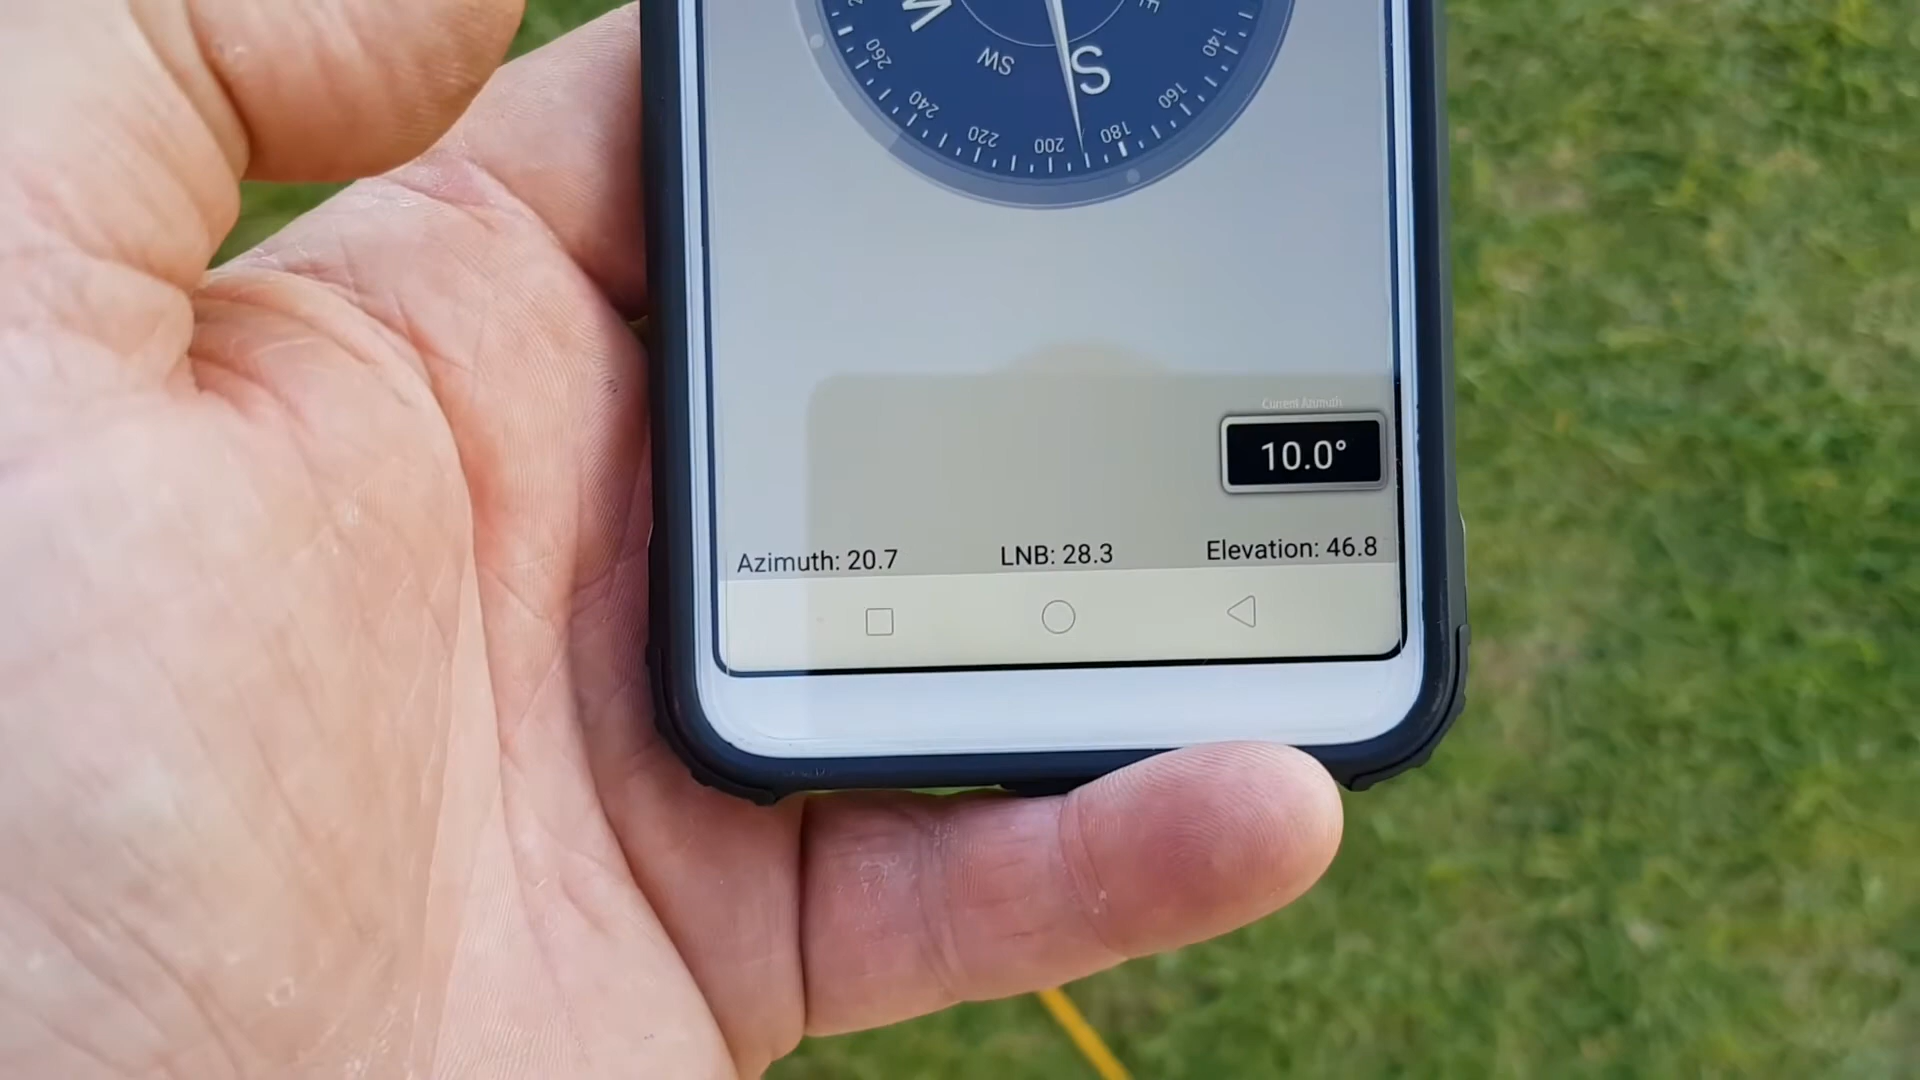 W
SW
S
E
260
240
220
200
180
160
140
Current Azimuth
10.0°
Azimuth: 20.7
LNB: 28.3
Elevation: 46.8